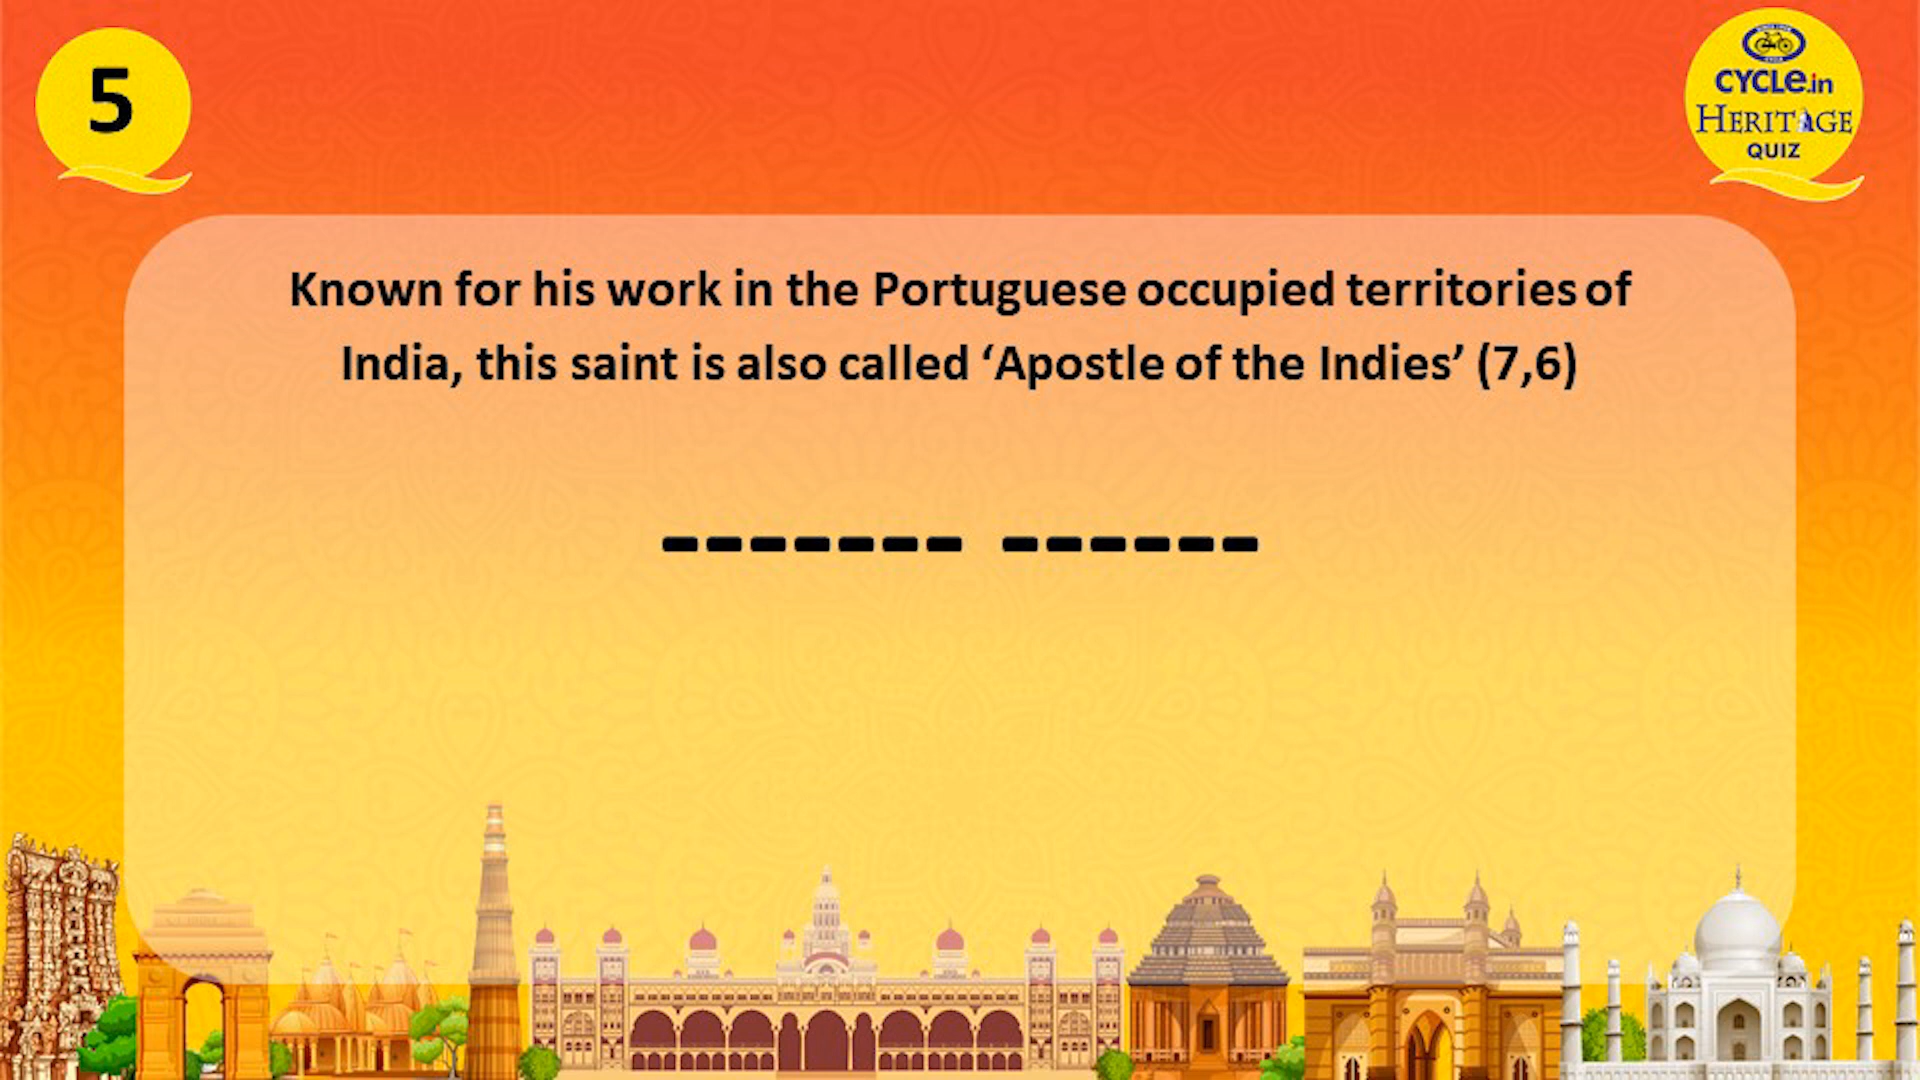 5
CYCLe.in
HERITAGE
QUIZ
Known for his work in the Portuguese occupied territories of
India, this saint is also called ‘Apostle of the Indies’ (7,6)
_ _ _ _ _ _ _  _ _ _ _ _ _